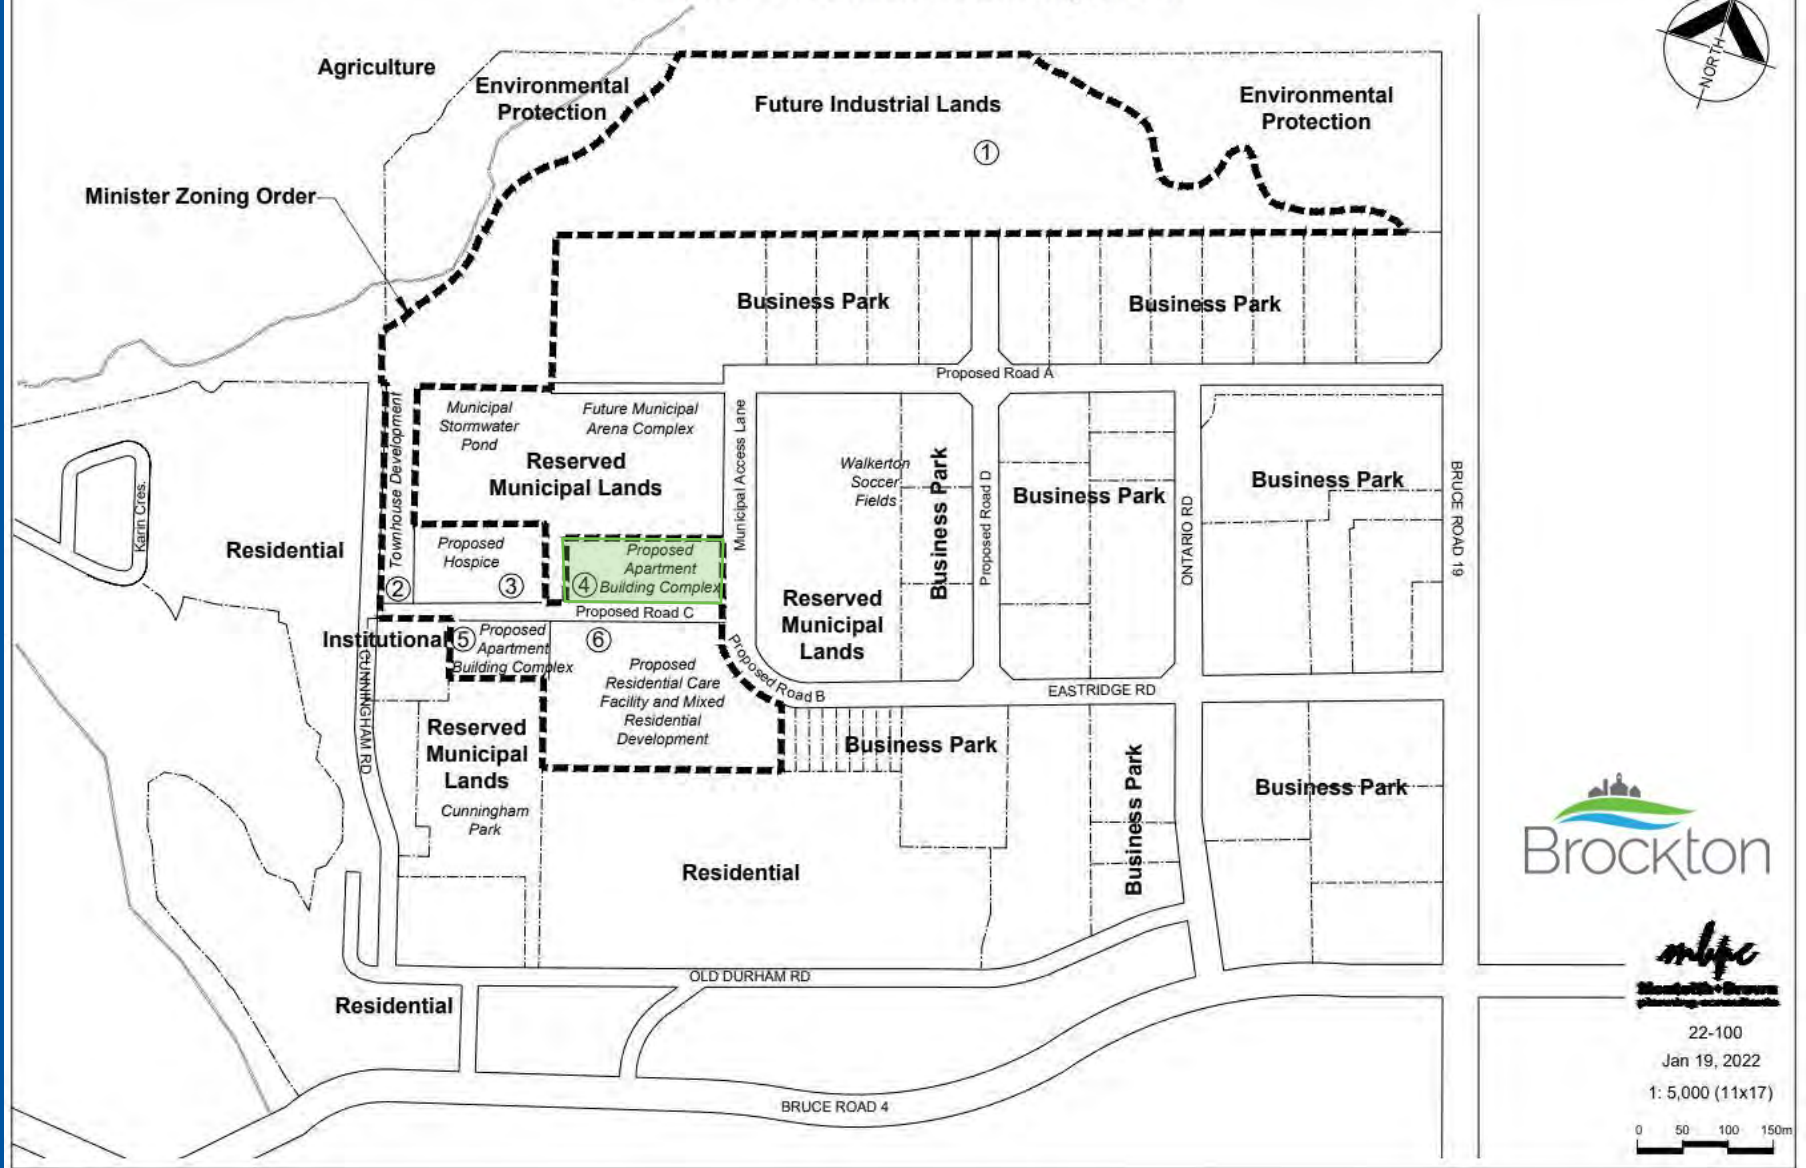 Agriculture
Environmental
Protection
Future Industrial Lands
①
Environmental
Protection
NORTH
Minister Zoning Order
Business Park
Business Park
Proposed Road A
Municipal
Stormwater
Pond
Future Municipal
Arena Complex
Reserved
Municipal Lands
Townhouse Development
②
Municipal Access Lane
Walkerton
Soccer
Fields
Business Park
Proposed Road D
Business Park
ONTARIO RD
Business Park
BRUCE ROAD 19
Karin Cres.
Residential
Proposed
Hospice
③
Proposed
Apartment
④ Building Complex
Proposed Road C
Reserved
Municipal
Lands
Institutional
⑤
Proposed
Apartment
Building Complex
⑥
Proposed
Residential Care
Facility and Mixed
Residential
Development
Proposed Road B
EASTRIDGE RD
CUNNINGHAM RD
Reserved
Municipal
Lands
Cunningham
Park
Business Park
Business Park
Business Park
Residential
Brockton
OLD DURHAM RD
Residential
mbpc
Monteith+Brown
planning consultants
22-100
Jan 19, 2022
1: 5,000 (11x17)
BRUCE ROAD 4
0 50 100 150m